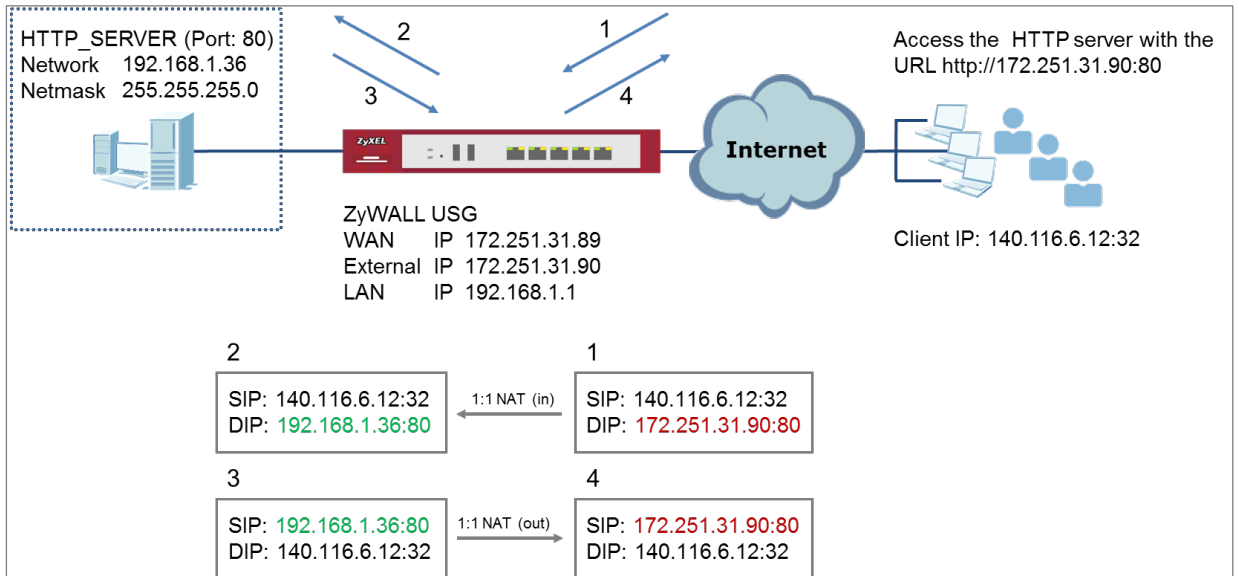 HTTP_SERVER (Port: 80)
Network 192.168.1.36
Netmask 255.255.255.0
2
1
3
4
Access the HTTP server with the
URL http://172.251.31.90:80
ZyXEL
Internet
ZyWALL USG
WAN IP 172.251.31.89
External IP 172.251.31.90
LAN IP 192.168.1.1
Client IP: 140.116.6.12:32
2
SIP: 140.116.6.12:32
DIP: 192.168.1.36:80
1:1 NAT (in)
1
SIP: 140.116.6.12:32
DIP: 172.251.31.90:80
3
SIP: 192.168.1.36:80
DIP: 140.116.6.12:32
1:1 NAT (out)
4
SIP: 172.251.31.90:80
DIP: 140.116.6.12:32